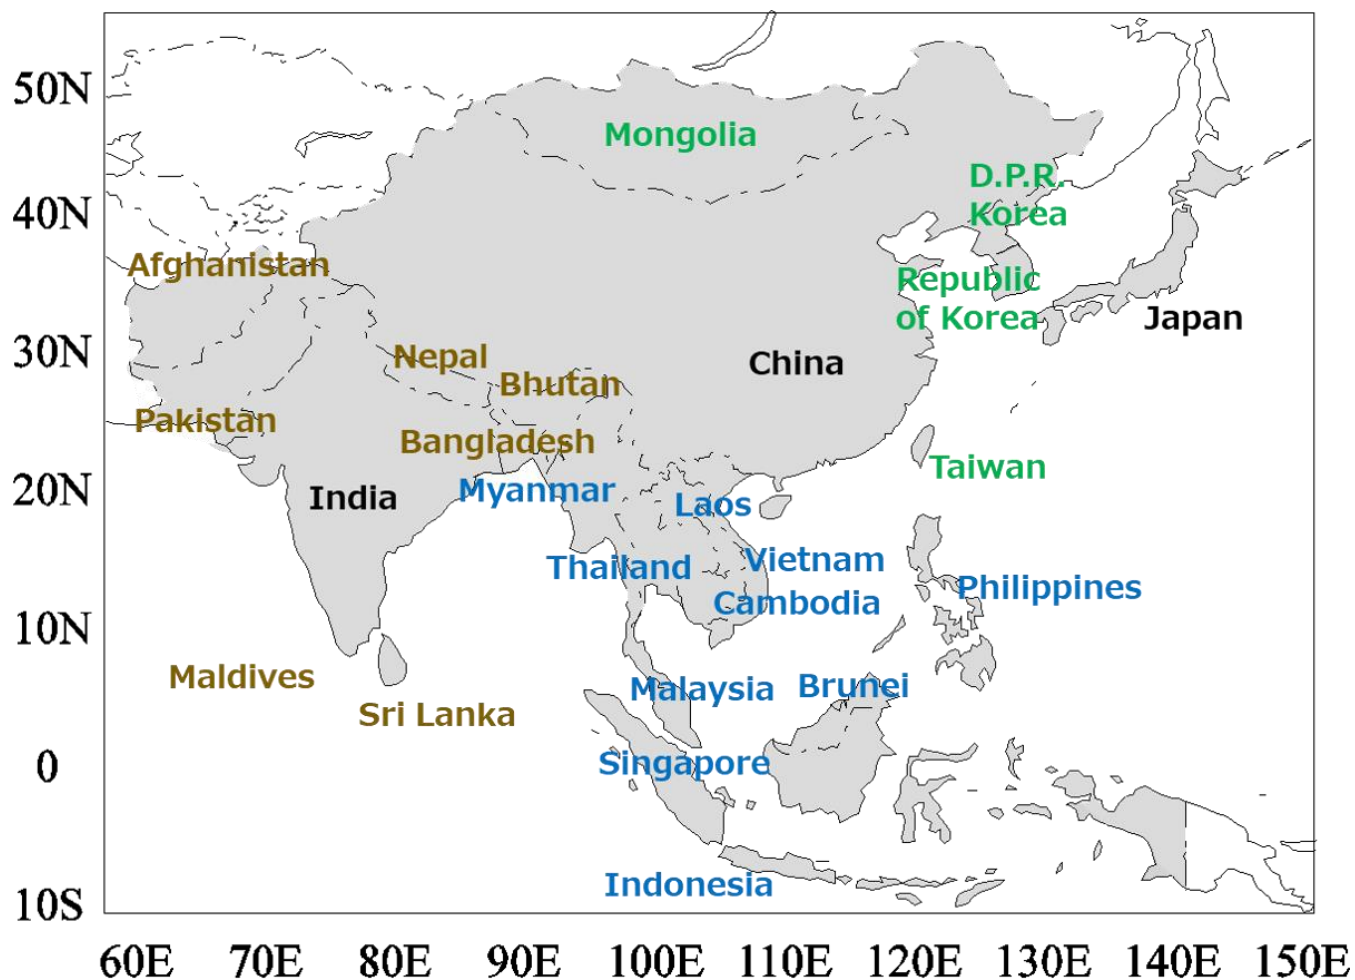 50N
Mongolia
D.P.R.
Korea
40N
Afghanistan
Republic
of Korea
Japan
30N
Nepal
China
Bhutan
Pakistan
Bangladesh
Taiwan
20N
India
Myanmar
Laos
Vietnam
Thailand
Philippines
Cambodia
10N
Maldives
Malaysia
Brunei
Sri Lanka
0
Singapore
Indonesia
10S
60E 70E 80E 90E 100E 110E 120E 130E 140E 150E